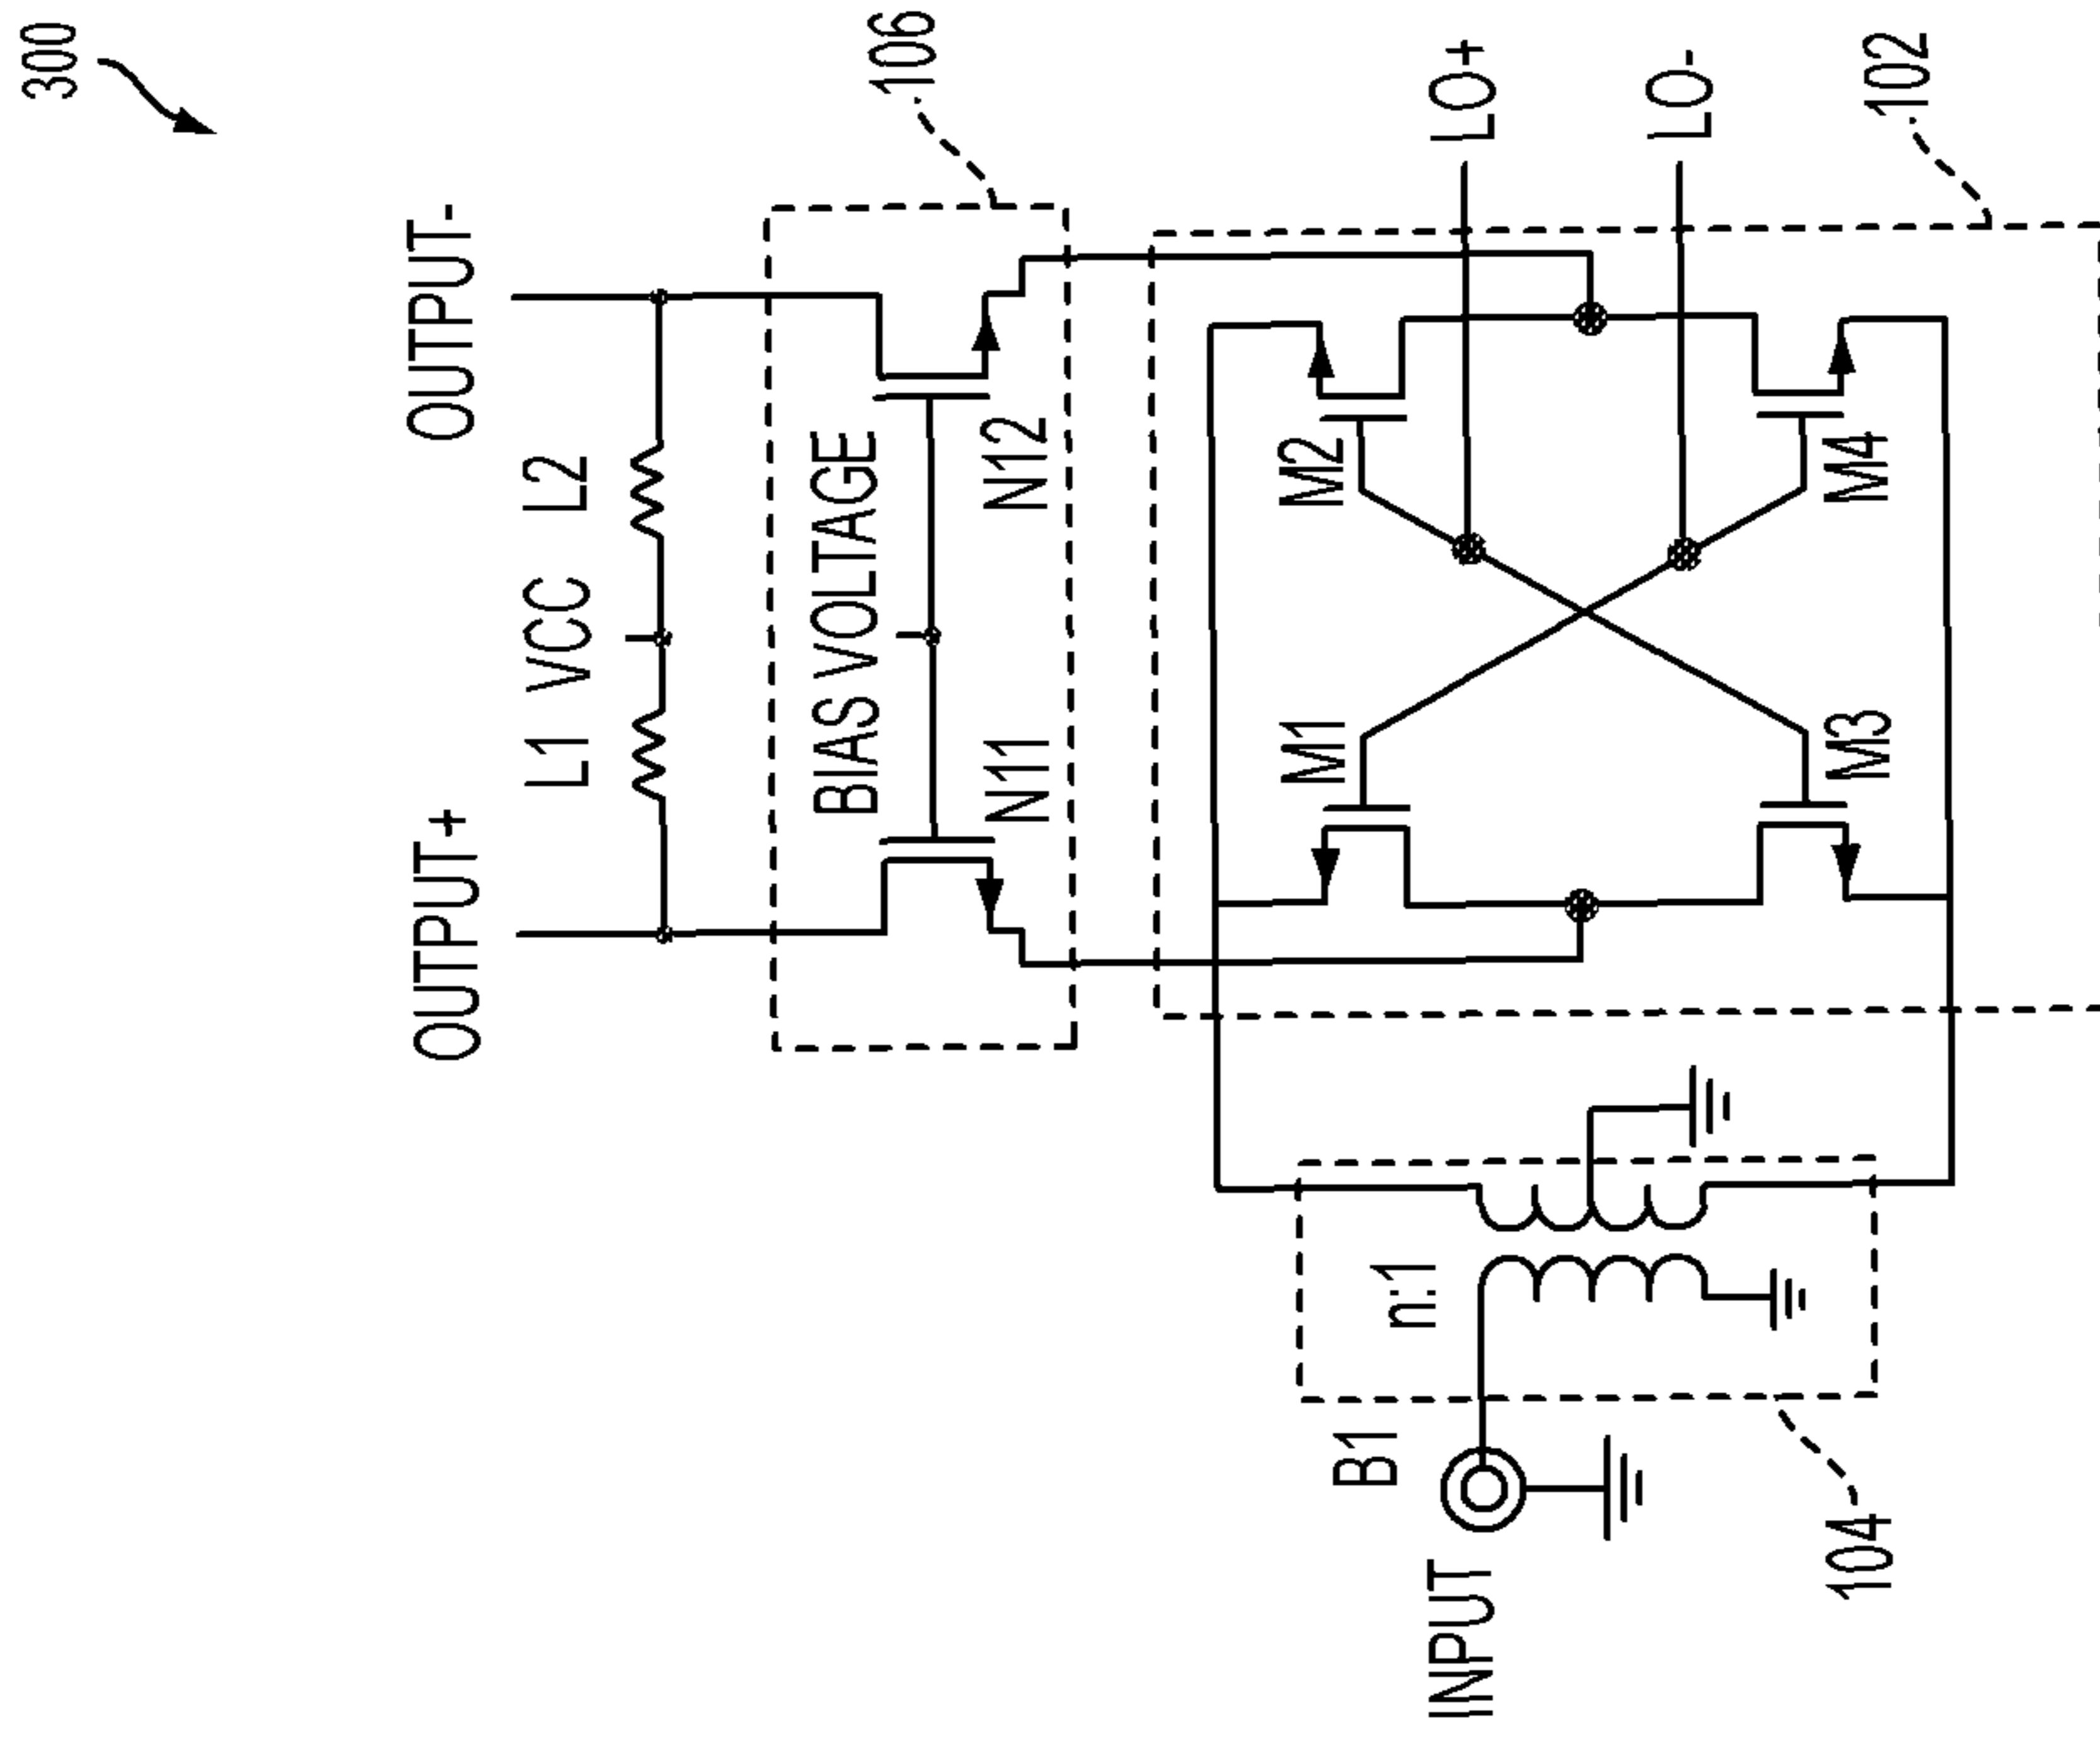 300
106
LO+
LO-
102
OUTPUT-
OUTPUT+
L1 VCC L2
BIAS VOLTAGE
N11
N12
M2
M4
M1
M3
n:1
B1
INPUT
104